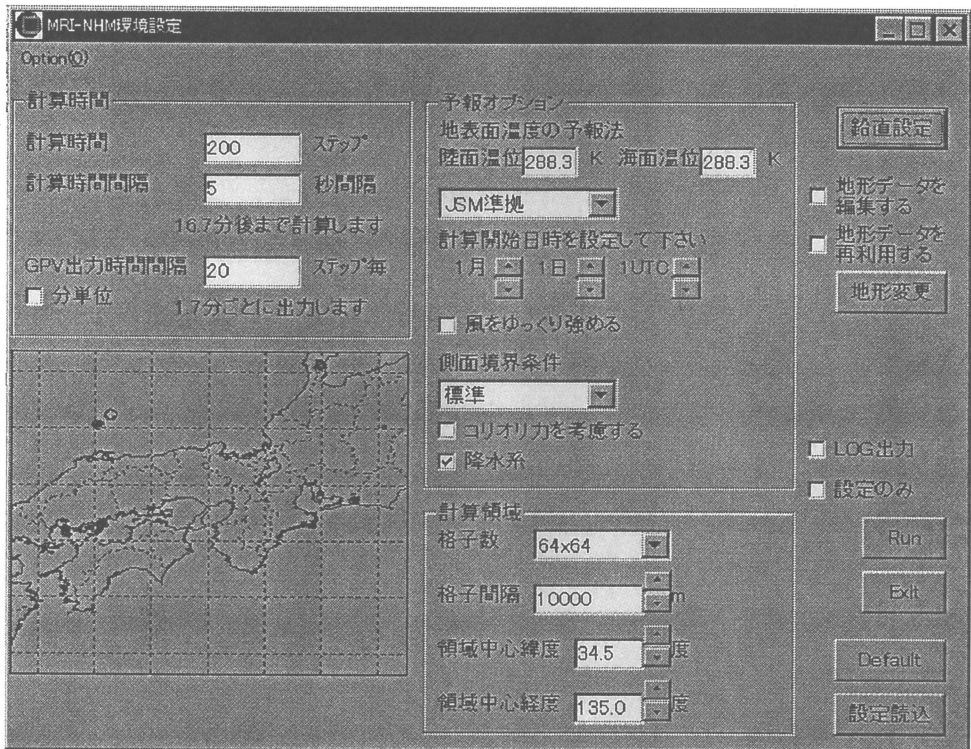 MRI-NHM環境設定
Option(O)
計算時間
計算時間 200 ステップ
計算時間間隔 5 秒間隔
16.7分後まで計算します
GPV出力時間間隔 20 ステップ毎
分単位
1.7分ごとに出力します
予報オプション
地表面温度の予報法
陸面温位 288.3 K 海面温位 288.3 K
JSM準拠
計算開始日時を設定して下さい
1月 1日 1UTC
風をゆっくり強める
側面境界条件
標準
コリオリ力を考慮する
降水系
計算領域
格子数 64x64
格子間隔 10000 m
領域中心緯度 34.5 度
領域中心経度 135.0 度
鉛直設定
地形データを
編集する
地形データを
再利用する
地形変更
LOG出力
設定のみ
Run
Exit
Default
設定読込